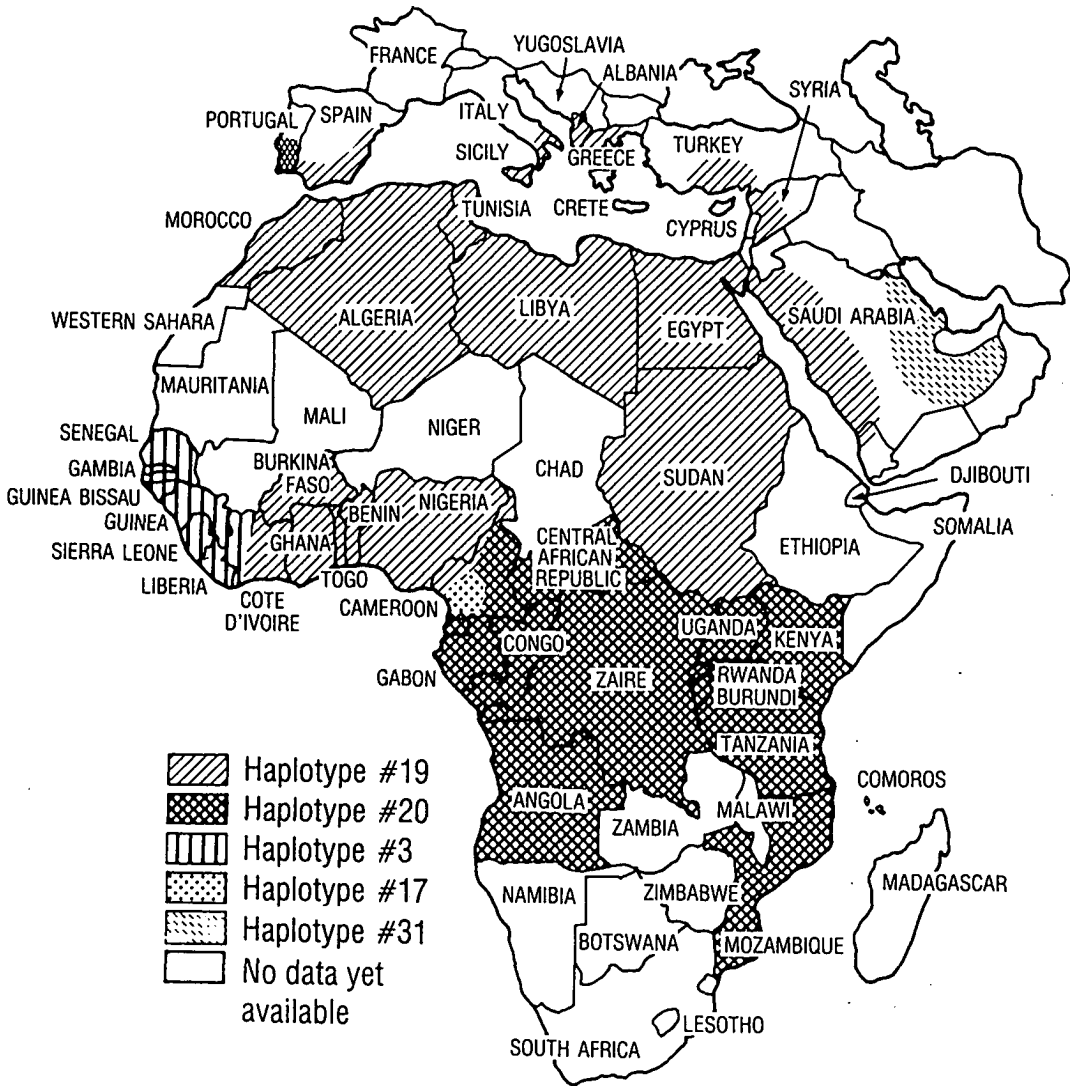 FRANCE
YUGOSLAVIA
ALBANIA
SYRIA
PORTUGAL
SPAIN
ITALY
SICILY
GREECE
TURKEY
TUNISIA
CRETE
CYPRUS
MOROCCO
WESTERN SAHARA
ALGERIA
LIBYA
EGYPT
SAUDI ARABIA
MAURITANIA
MALI
NIGER
CHAD
SUDAN
SENEGAL
GAMBIA
GUINEA BISSAU
GUINEA
SIERRA LEONE
LIBERIA
BURKINA
FASO
GHANA
BENIN
NIGERIA
TOGO
COTE
D'IVOIRE
CAMEROON
CENTRAL
AFRICAN
REPUBLIC
DJIBOUTI
SOMALIA
ETHIOPIA
GABON
CONGO
ZAIRE
UGANDA
KENYA
RWANDA
BURUNDI
TANZANIA
COMOROS
ANGOLA
ZAMBIA
MALAWI
MADAGASCAR
NAMIBIA
ZIMBABWE
BOTSWANA
MOZAMBIQUE
LESOTHO
SOUTH AFRICA
Haplotype #19
Haplotype #20
Haplotype #3
Haplotype #17
Haplotype #31
No data yet
available